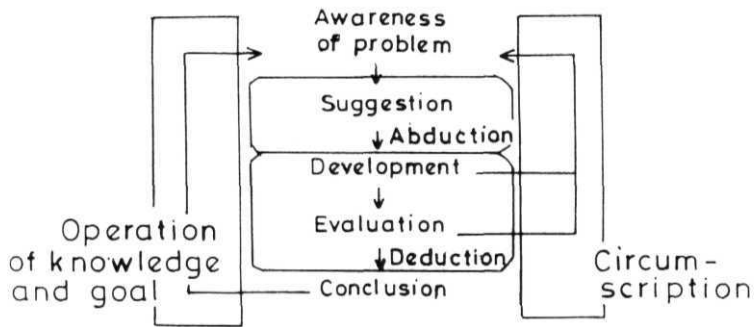 Awareness
of problem
Suggestion
Abduction
Development
Evaluation
Deduction
Conclusion
Operation
of knowledge
and goal
Circum-
scription